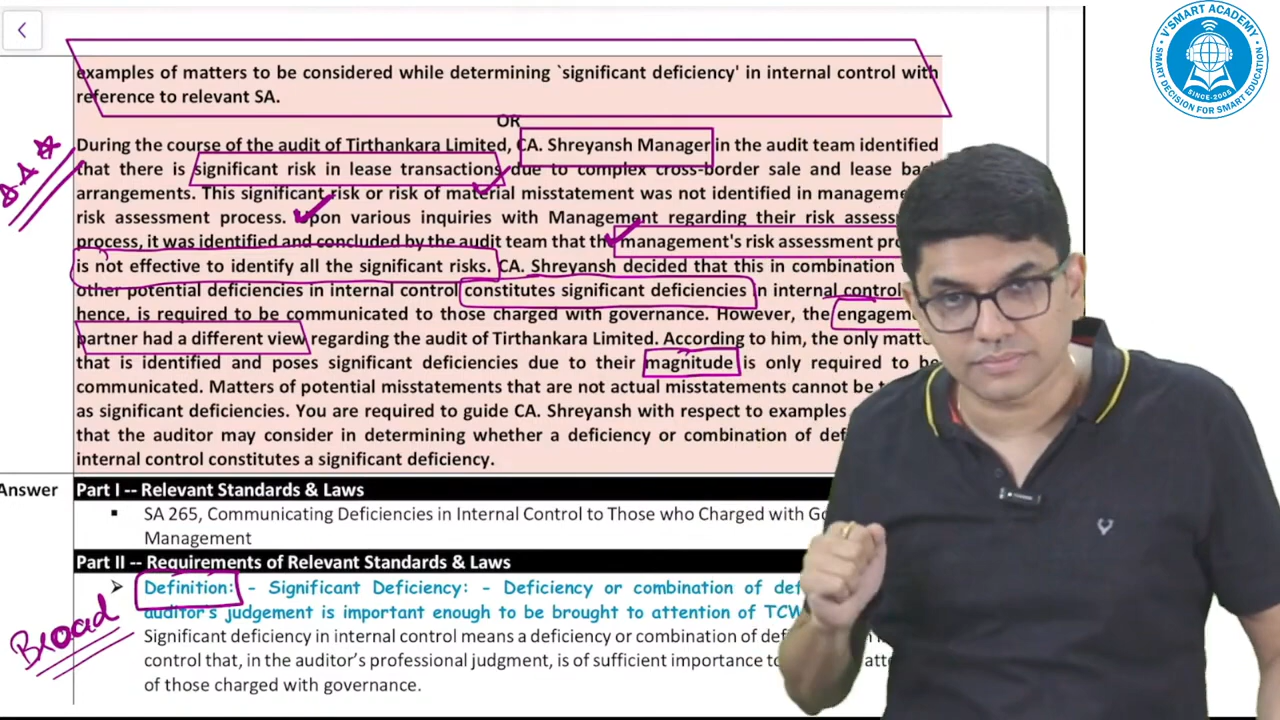 V'SMART ACADEMY
SMART DECISION FOR SMART EDUCATION
SINCE-2005
examples of matters to be considered while determining `significant deficiency' in internal control with
reference to relevant SA.
OR
During the course of the audit of Tirthankara Limited, CA. Shreyansh Manager in the audit team identified
that there is significant risk in lease transactions due to complex cross-border sale and lease back
arrangements. This significant risk or risk of material misstatement was not identified in
risk assessment process. Upon various inquiries with Management regarding their risk
process, it was identified and concluded by the audit team that the management's risk assessment
is not effective to identify all the significant risks. CA. Shreyansh decided that this in combination
other potential deficiencies in internal control constitutes significant deficiencies in internal control
hence, is required to be communicated to those charged with governance. However, the
partner had a different view regarding the audit of Tirthankara Limited. According to him, the only
that is identified and poses significant deficiencies due to their magnitude is only required to be
communicated. Matters of potential misstatements that are not actual misstatements cannot be
as significant deficiencies. You are required to guide CA. Shreyansh with respect to examples
that the auditor may consider in determining whether a deficiency or combination of
internal control constitutes a significant deficiency.
Answer
Part I -- Relevant Standards & Laws
SA 265, Communicating Deficiencies in Internal Control to Those who Charged with
Management
Part II -- Requirements of Relevant Standards & Laws
Definition: - Significant Deficiency: - Deficiency or combination of
auditor's judgement is important enough to be brought to attention of
Broad
Significant deficiency in internal control means a deficiency or combination of
control that, in the auditor's professional judgment, is of sufficient importance to
of those charged with governance.